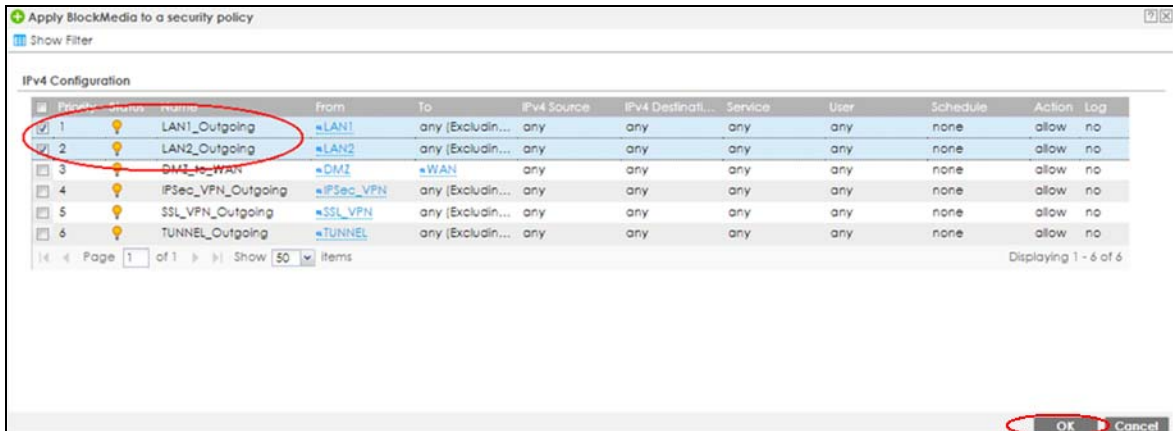 Apply BlockMedia to a security policy
Show Filter
IPv4 Configuration
Priority Status Name From To IPv4 Source IPv4 Destinati... Service User Schedule Action Log
1 LAN1_Outgoing LAN1 any (Excludin... any any any any none allow no
2 LAN2_Outgoing LAN2 any (Excludin... any any any any none allow no
3 DMZ_to_WAN DMZ WAN any any any any none allow no
4 IPSec_VPN_Outgoing IPSec_VPN any (Excludin... any any any any none allow no
5 SSL_VPN_Outgoing SSL_VPN any (Excludin... any any any any none allow no
6 TUNNEL_Outgoing TUNNEL any (Excludin... any any any any none allow no
Page 1 of 1 Show 50 items Displaying 1 - 6 of 6
OK Cancel